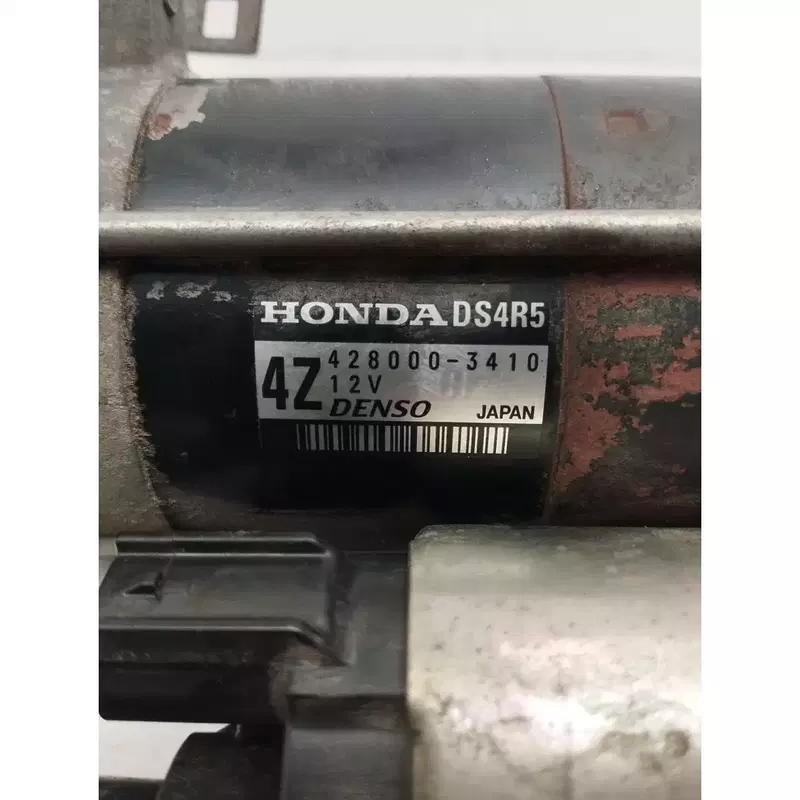 HONDA DS4R5
4Z 428000-3410
12V
DENSO JAPAN